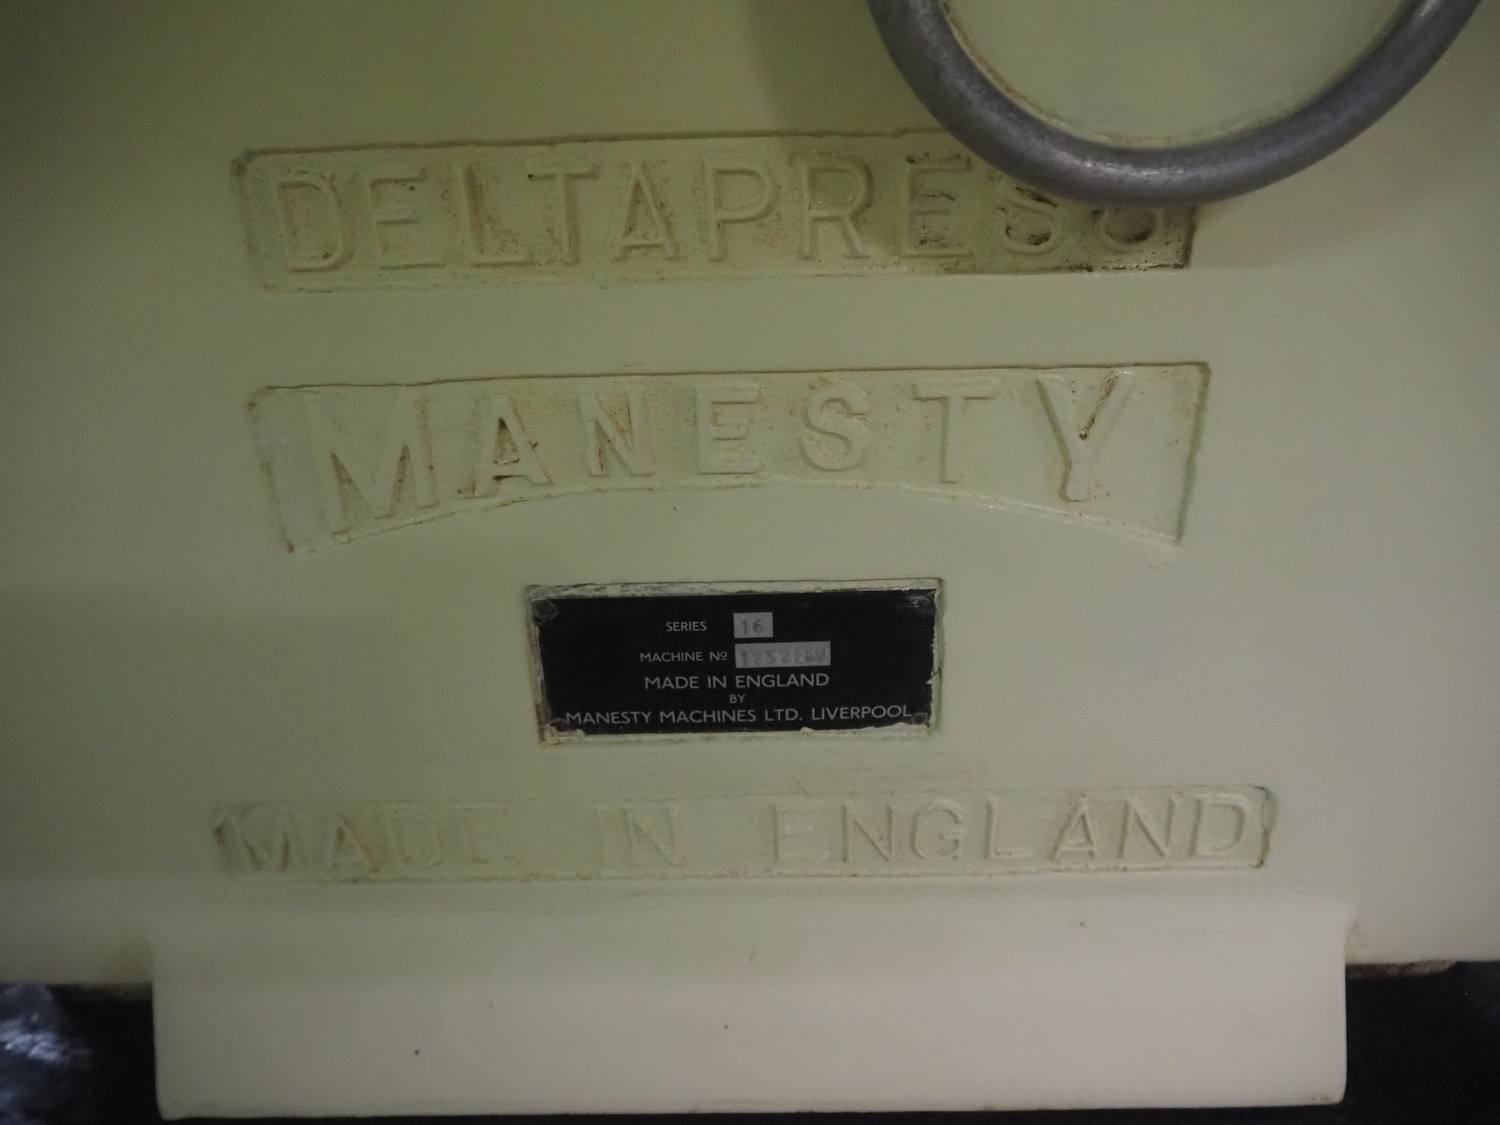 DELTAPRESS
MANESTY
SERIES 16
MACHINE Nº
MADE IN ENGLAND
BY
MANESTY MACHINES LTD. LIVERPOOL
MADE IN ENGLAND